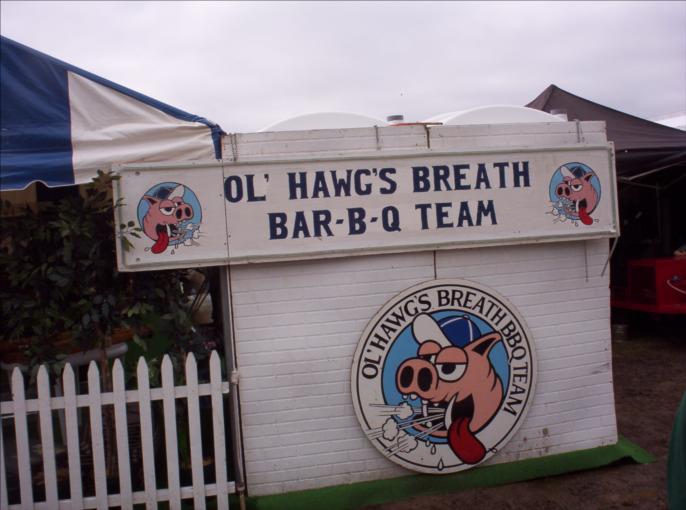 OL' HAWG'S BREATH
BAR-B-Q TEAM
OL' HAWG'S BREATH BBQ TEAM